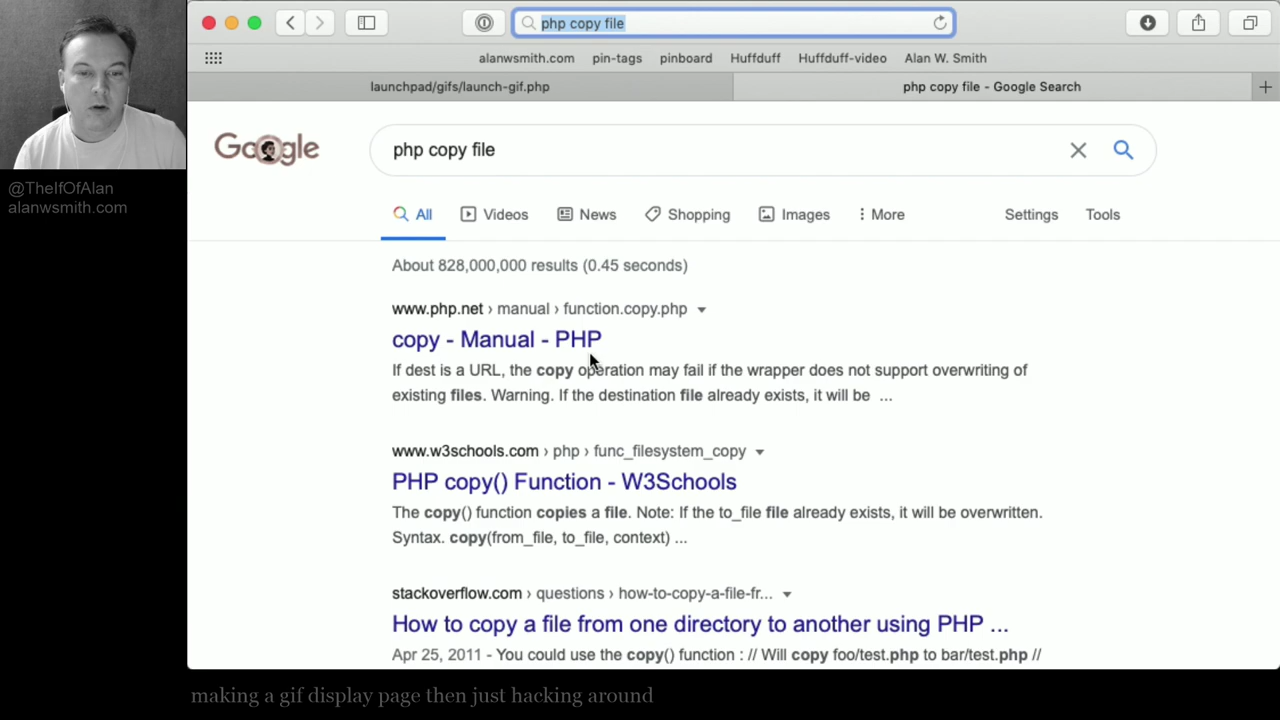 php copy file
alanwsmith.com pin-tags pinboard Huffduff Huffduff-video Alan W. Smith
launchpad/gifs/launch-gif.php php copy file - Google Search
Google php copy file
@TheIfOfAlan
alanwsmith.com
All Videos News Shopping Images More Settings Tools
About 828,000,000 results (0.45 seconds)
www.php.net › manual › function.copy.php
copy - Manual - PHP
If dest is a URL, the copy operation may fail if the wrapper does not support overwriting of
existing files. Warning. If the destination file already exists, it will be ...
www.w3schools.com › php › func_filesystem_copy
PHP copy() Function - W3Schools
The copy() function copies a file. Note: If the to_file file already exists, it will be overwritten.
Syntax. copy(from_file, to_file, context) ...
stackoverflow.com › questions › how-to-copy-a-file-fr...
How to copy a file from one directory to another using PHP ...
Apr 25, 2011 - You could use the copy() function : // Will copy foo/test.php to bar/test.php //
making a gif display page then just hacking around